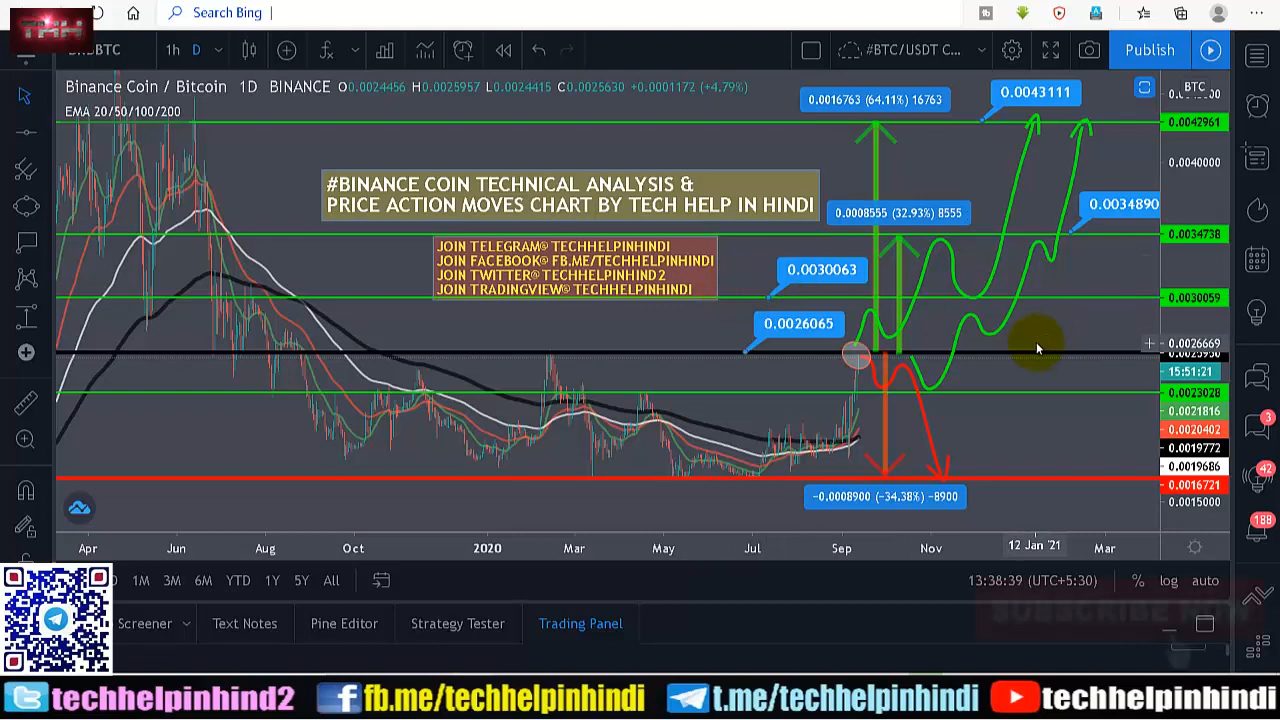 Search Bing
THH
1h
D
#BTC/USDT C...
Publish
Binance Coin / Bitcoin 1D BINANCE O0.0024456 H0.0025957 L0.0024415 C0.0025630 +0.0001172 (+4.79%)
BTC
EMA 20/50/100/200
0.0016763 (64.11%) 16763
0.0043111
0.0042961
0.0040000
#BINANCE COIN TECHNICAL ANALYSIS &
PRICE ACTION MOVES CHART BY TECH HELP IN HINDI
0.0008555 (32.93%) 8555
0.0034890
0.0034738
JOIN TELEGRAM@ TECHHELPINHINDI
JOIN FACEBOOK@ FB.ME/TECHHELPINHINDI
JOIN TWITTER@ TECHHELPINHIND2
JOIN TRADINGVIEW@ TECHHELPINHINDI
0.0030063
0.0030059
0.0026065
0.0026669
15:51:21
0.0023028
0.0021816
0.0020402
0.0019772
0.0019686
0.0016721
0.0015000
−0.0008900 (−34.38%) −8900
Apr Jun Aug Oct 2020 Mar May Jul Sep Nov 12 Jan '21 Mar
1M 3M 6M YTD 1Y 5Y All
13:38:39 (UTC+5:30) % log auto
3
42
188
Screener Text Notes Pine Editor Strategy Tester Trading Panel
techhelpinhind2 fb.me/techhelpinhindi t.me/techhelpinhindi techhelpinhindi